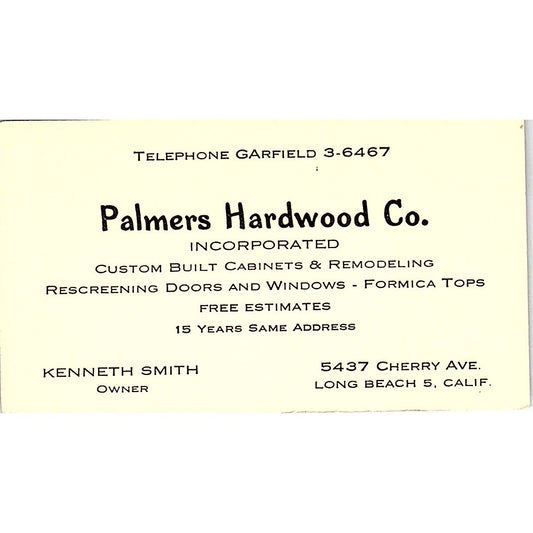 TELEPHONE GARFIELD 3-6467
Palmers Hardwood Co.
INCORPORATED
CUSTOM BUILT CABINETS & REMODELING
RESCREENING DOORS AND WINDOWS - FORMICA TOPS
FREE ESTIMATES
15 YEARS SAME ADDRESS
KENNETH SMITH
OWNER
5437 CHERRY AVE.
LONG BEACH 5, CALIF.